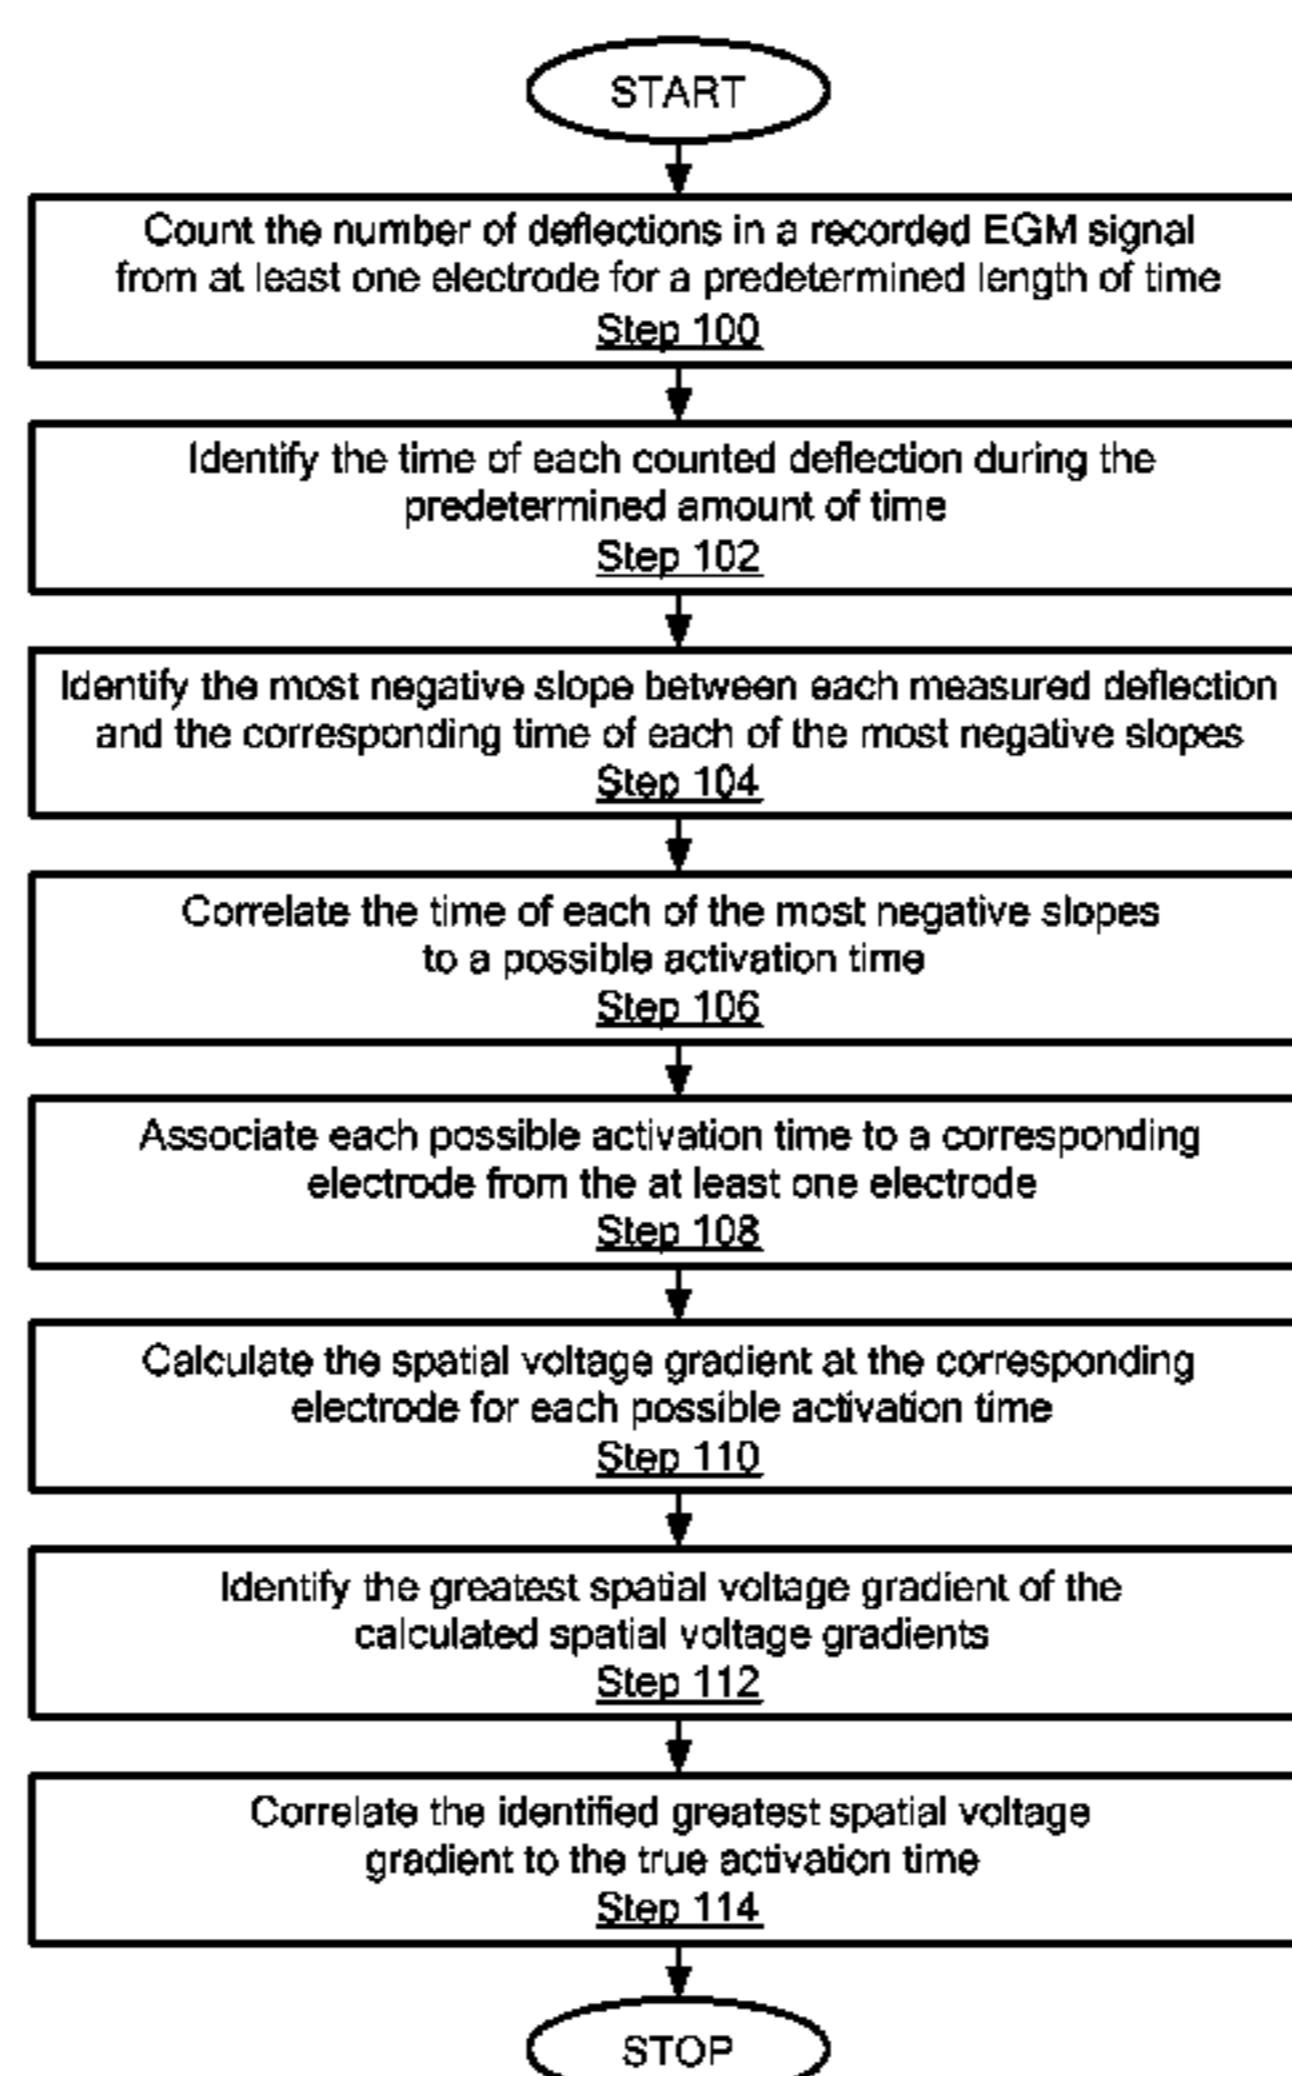 START
Count the number of deflections in a recorded EGM signal
from at least one electrode for a predetermined length of time
Step 100
Identify the time of each counted deflection during the
predetermined amount of time
Step 102
Identify the most negative slope between each measured deflection
and the corresponding time of each of the most negative slopes
Step 104
Correlate the time of each of the most negative slopes
to a possible activation time
Step 106
Associate each possible activation time to a corresponding
electrode from the at least one electrode
Step 108
Calculate the spatial voltage gradient at the corresponding
electrode for each possible activation time
Step 110
Identify the greatest spatial voltage gradient of the
calculated spatial voltage gradients
Step 112
Correlate the identified greatest spatial voltage
gradient to the true activation time
Step 114
STOP